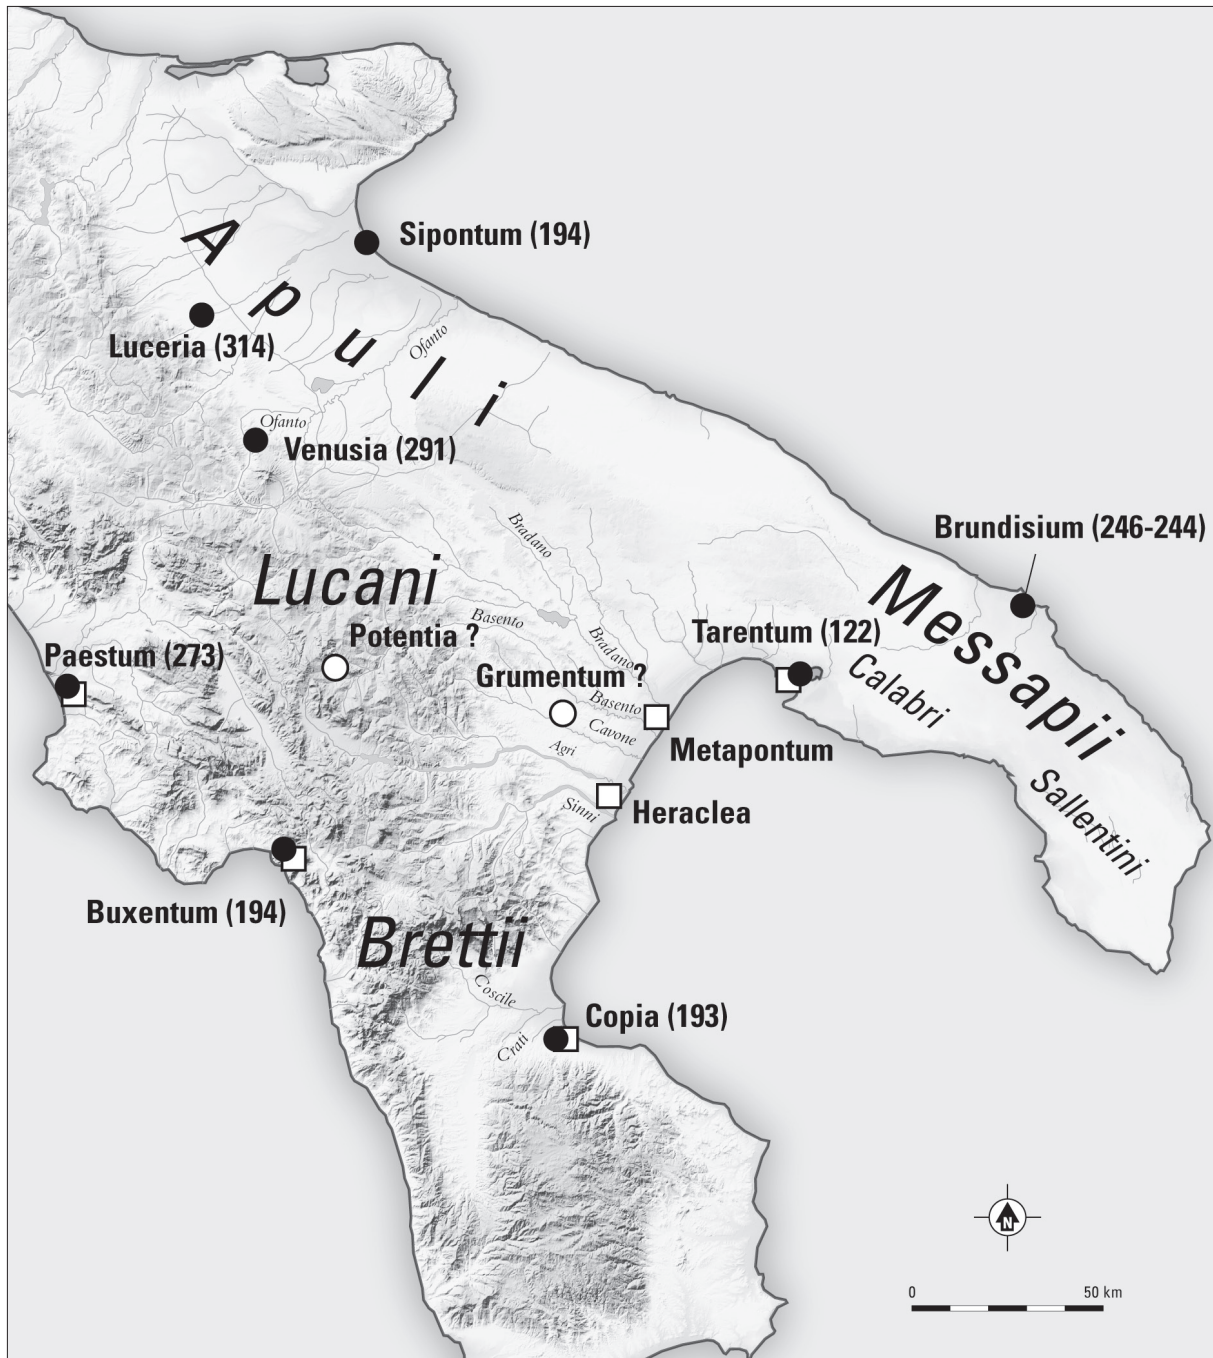 Sipontum (194)
Apuli
Luceria (314)
Ofanto
Ofanto
Venusia (291)
Bradano
Brundisium (246-244)
Lucani
Messapii
Basento
Potentia ?
Bradano
Tarentum (122)
Paestum (273)
Grumentum ?
Calabri
Basento
Cavone
Metapontum
Agri
Sallentini
Sinni
Heraclea
Buxentum (194)
Brettii
Coscile
Copia (193)
Crati
N
0 50 km